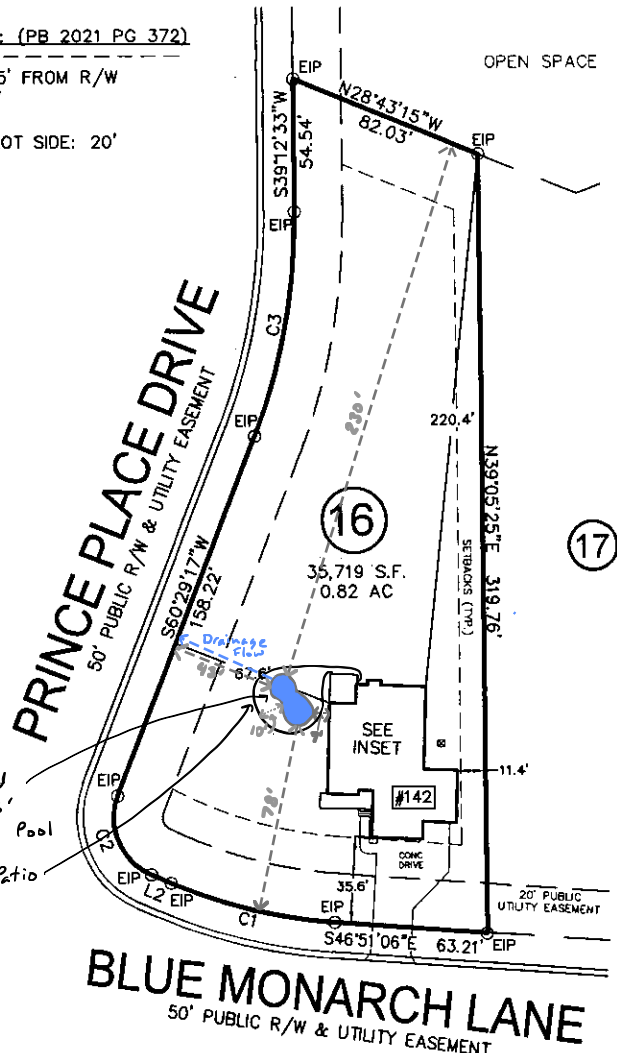 : (PB 2021 PG 372)
5' FROM R/W
OT SIDE: 20'
OPEN SPACE
EIP
N28°43'15"W
82.03'
EIP
S39°12'33"W
54.54'
EIP
C3
EIP
230'
220.4'
N39°05'25"E 319.76'
SETBACKS (TYP.)
16
35,719 S.F.
0.82 AC
17
PRINCE PLACE DRIVE
50' PUBLIC R/W & UTILITY EASEMENT
S60°29'17"W
158.22'
Drainage
Flow
67.6'
SEE
INSET
11.4'
#142
Pool
Patio
78'
EIP
C2
EIP
L2
EIP
C1
35.6'
CONC
DRIVE
20' PUBLIC
UTILITY EASEMENT
EIP
S46°51'06"E 63.21'
EIP
BLUE MONARCH LANE
50' PUBLIC R/W & UTILITY EASEMENT